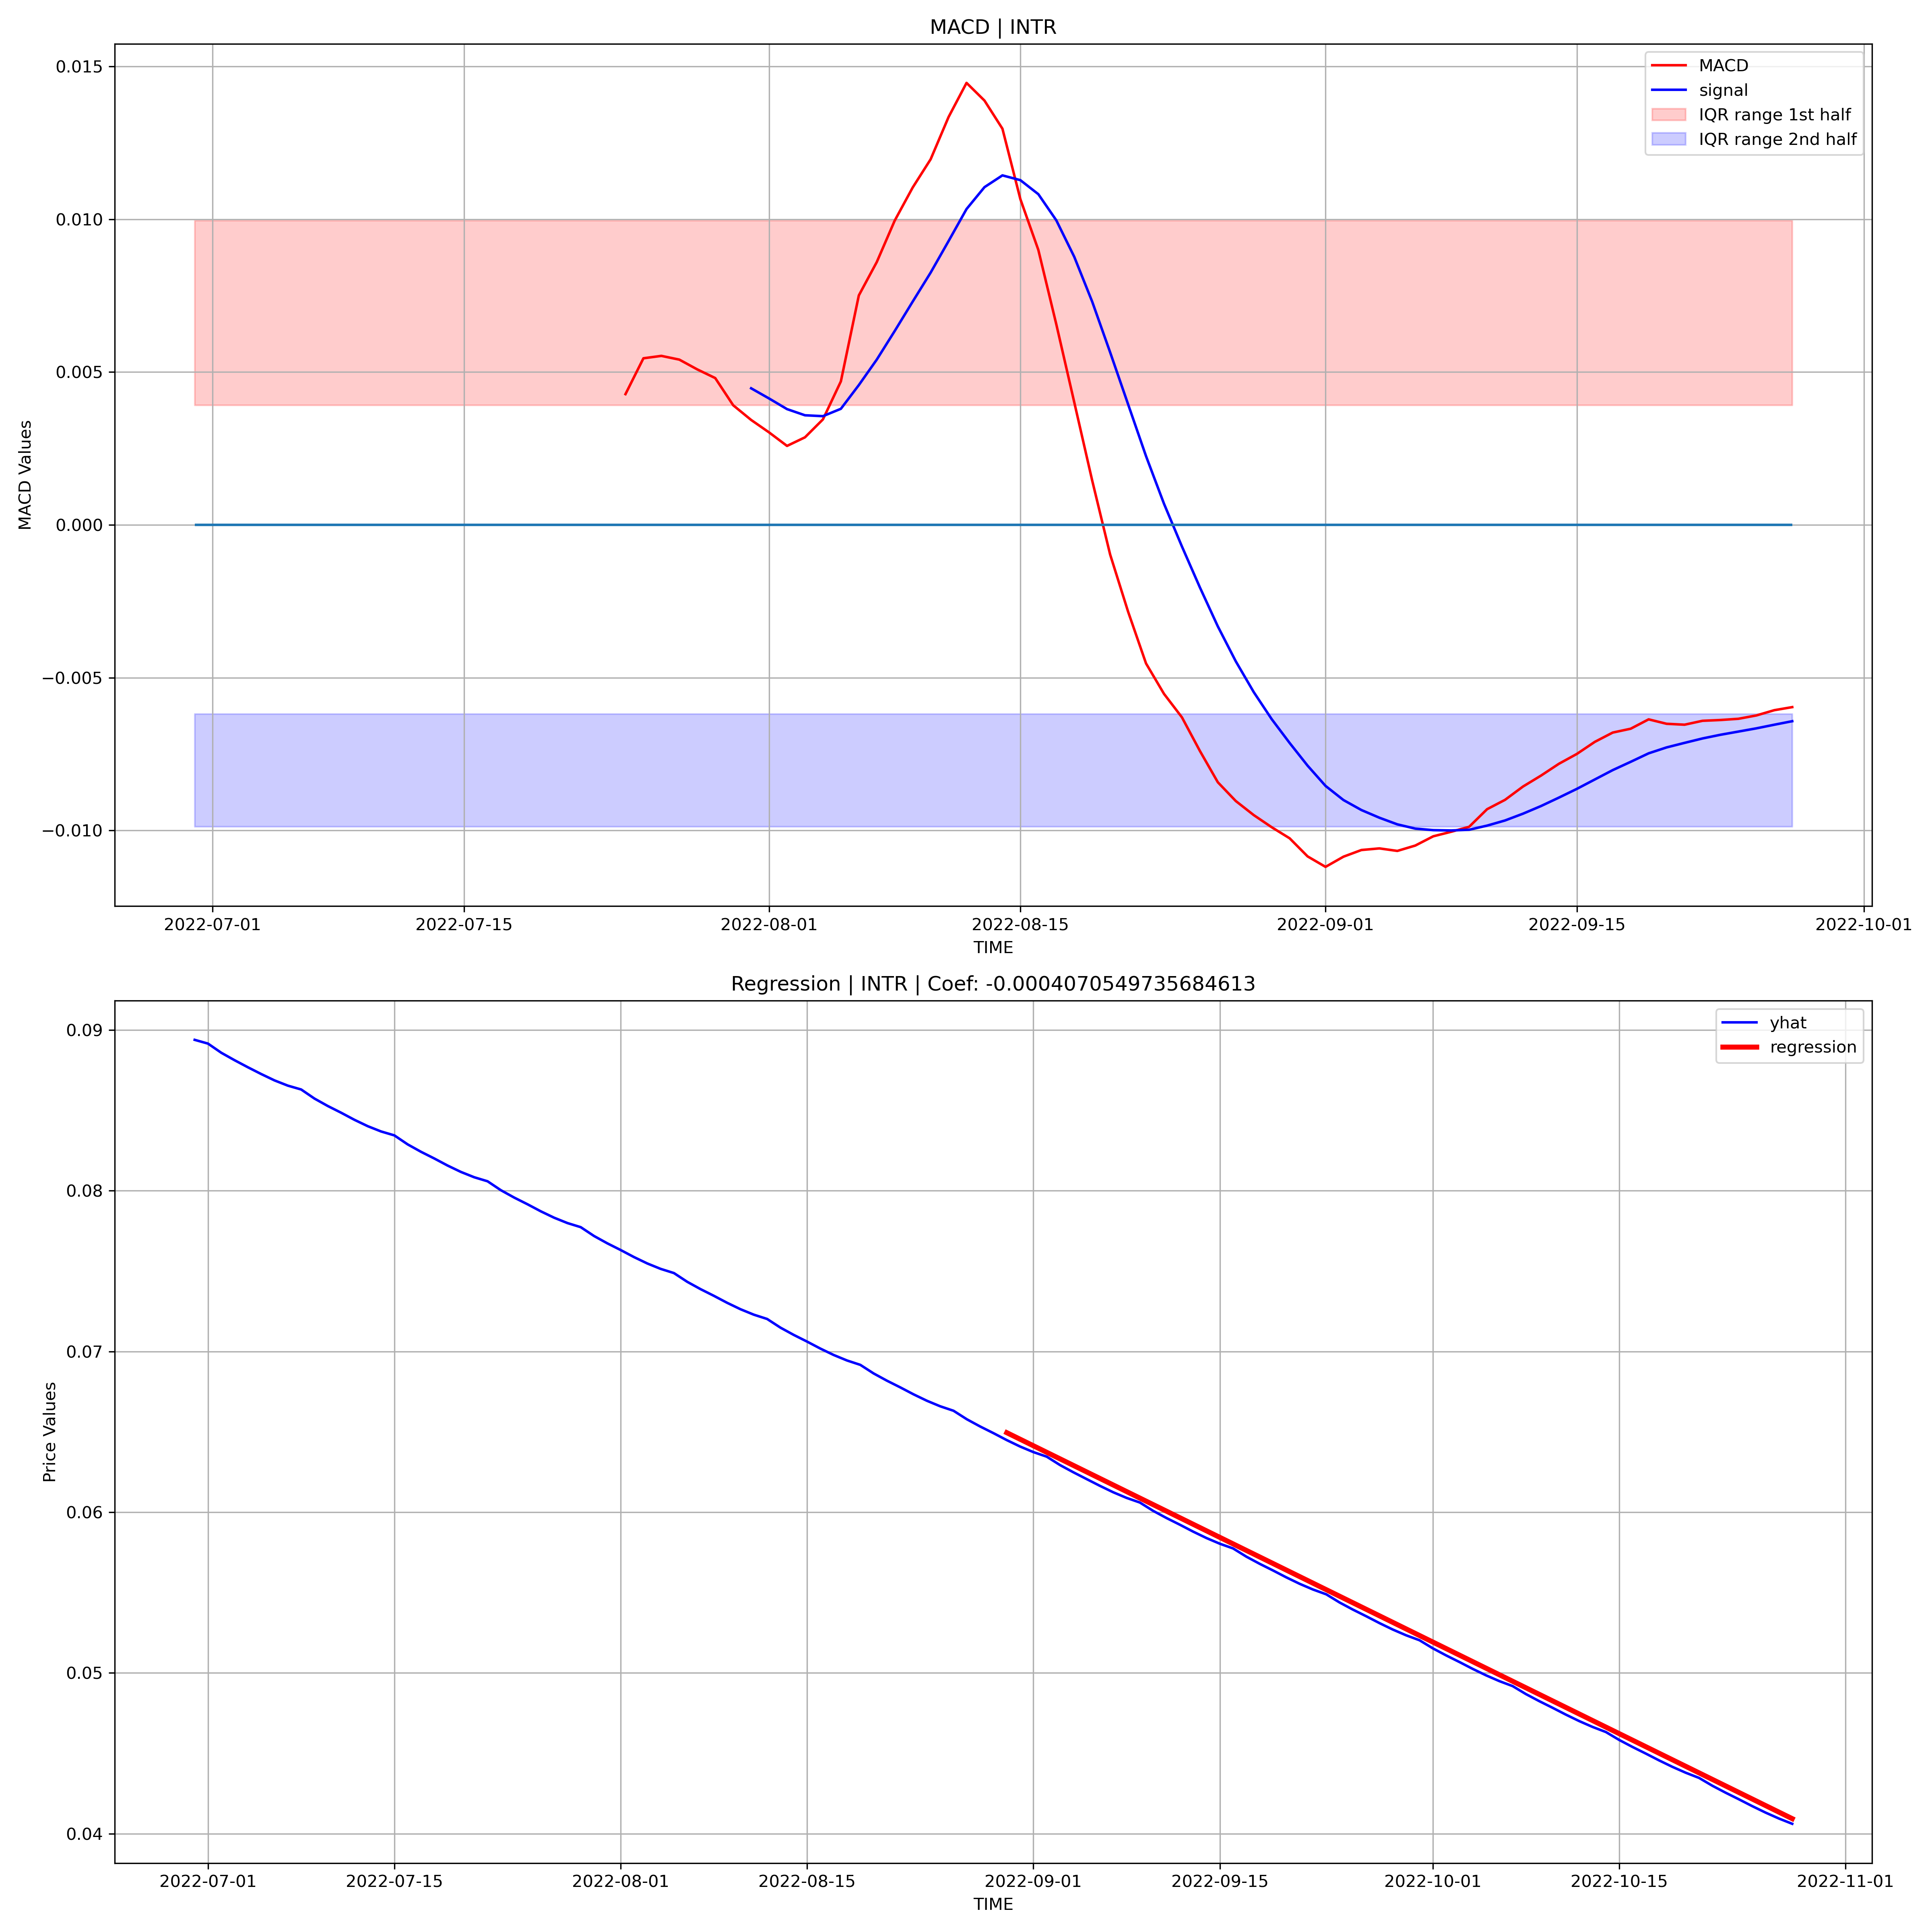 MACD | INTR
0.015
0.010
0.005
0.000
−0.005
−0.010
MACD Values
MACD
signal
IQR range 1st half
IQR range 2nd half
2022-07-01 2022-07-15 2022-08-01 2022-08-15 2022-09-01 2022-09-15 2022-10-01
TIME
Regression | INTR | Coef: -0.0004070549735684613
0.09
0.08
0.07
0.06
0.05
0.04
Price Values
yhat
regression
2022-07-01 2022-07-15 2022-08-01 2022-08-15 2022-09-01 2022-09-15 2022-10-01 2022-10-15 2022-11-01
TIME